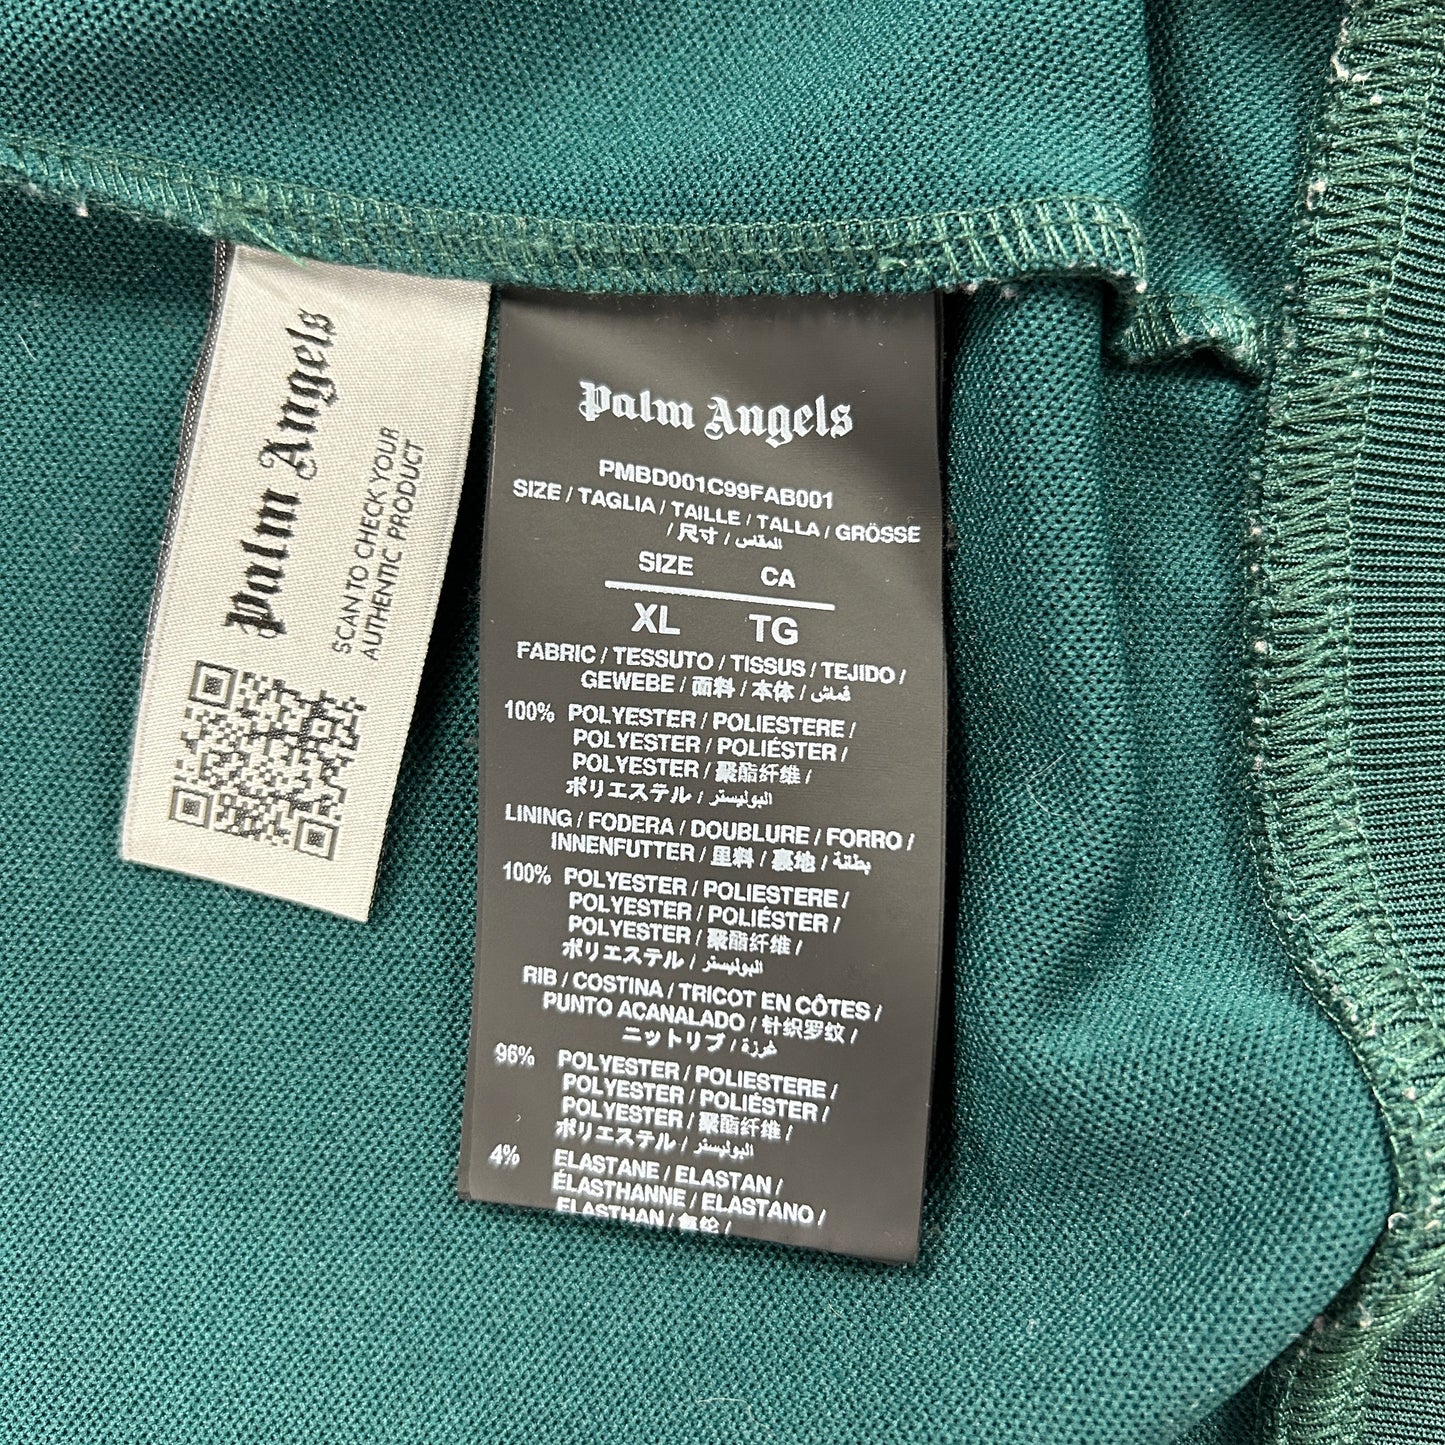 Palm Angels
SCAN TO CHECK YOUR
AUTHENTIC PRODUCT
Palm Angels
PMBD001C99FAB001
SIZE / TAGLIA / TAILLE / TALLA / GRÖSSE
/ 尺寸 / المقاس
SIZE CA
XL TG
FABRIC / TESSUTO / TISSUS / TEJIDO /
GEWEBE / 面料 / 本体 / قماش
100% POLYESTER / POLIESTERE /
POLYESTER / POLIÉSTER /
POLYESTER / 聚酯纤维 /
ポリエステル / البوليستر
LINING / FODERA / DOUBLURE / FORRO /
INNENFUTTER / 里料 / 裏地 / بطانة
100% POLYESTER / POLIESTERE /
POLYESTER / POLIÉSTER /
POLYESTER / 聚酯纤维 /
ポリエステル / البوليستر
RIB / COSTINA / TRICOT EN CÔTES /
PUNTO ACANALADO / 针织罗纹 /
ニットリブ / غرزة
96% POLYESTER / POLIESTERE /
POLYESTER / POLIÉSTER /
POLYESTER / 聚酯纤维 /
ポリエステル / البوليستر
4% ELASTANE / ELASTAN /
ÉLASTHANNE / ELASTANO /
ELASTHAN / 氨纶 /